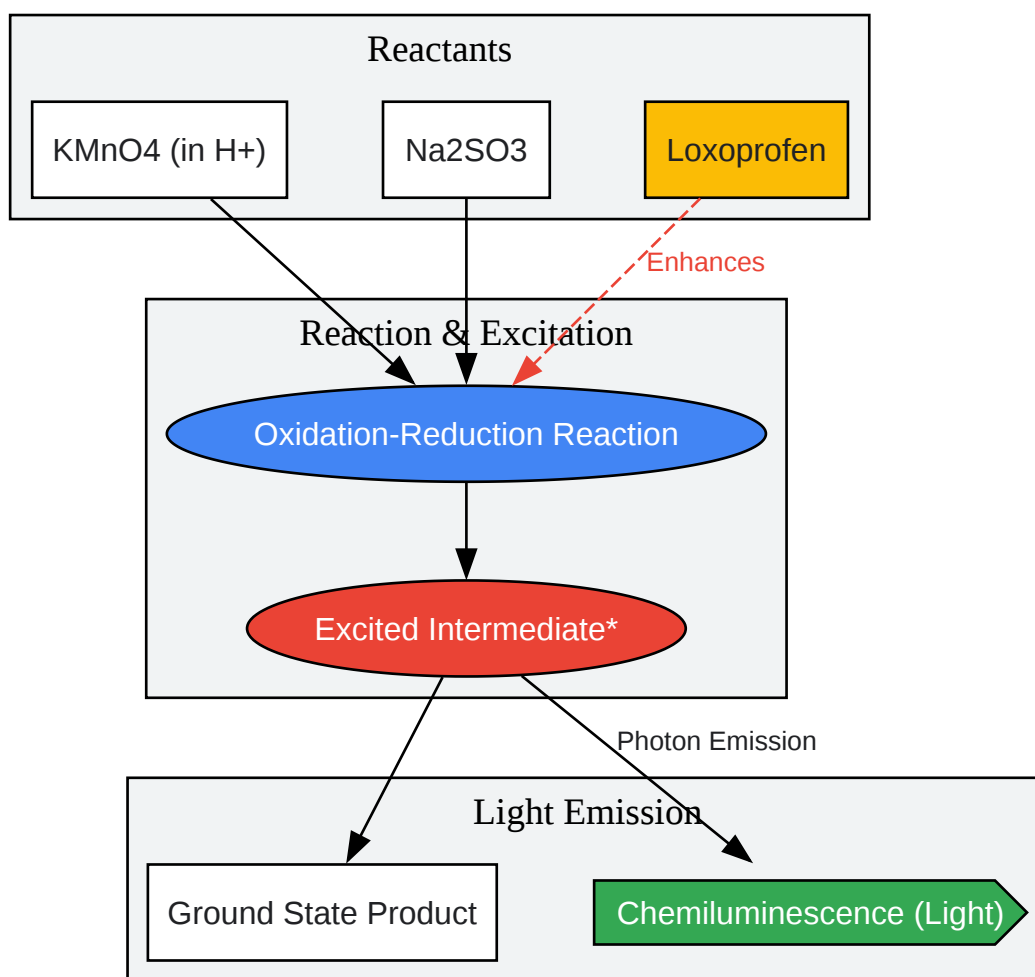 Reactants
KMnO4 (in H+)
Na2SO3
Loxoprofen
Enhances
Reaction & Excitation
Oxidation-Reduction Reaction
Excited Intermediate*
Photon Emission
Light Emission
Ground State Product
Chemiluminescence (Light)